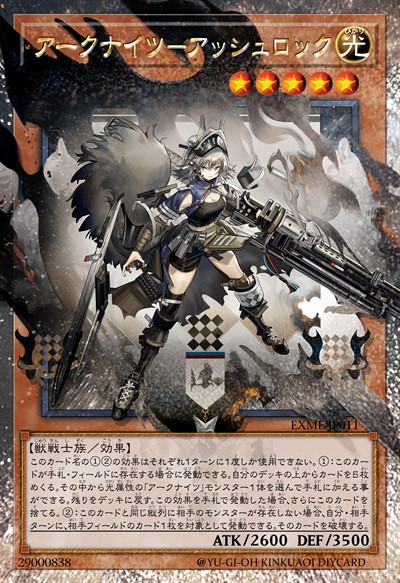 アークナイツーアッシュロック
光
EXMF-JP011
【獣戦士族／効果】
このカード名の①②の効果はそれぞれ1ターンに1度しか使用できない。①：このカー
ドが手札・フィールドに存在する場合に発動できる。自分のデッキの上からカードを5枚
めくる。その中から光属性の「アークナイツ」モンスター1体を選んで手札に加える事
ができる。残りをデッキに戻す。この効果を手札で発動した場合、さらにこのカードを
捨てる。②：このカードと同じ縦列に相手のモンスターが存在しない場合、自分・相手
ターンに、相手フィールドのカード1枚を対象として発動できる。そのカードを破壊する。
ATK/2600 DEF/3500
29000838
@YU-GI-OH KINKUAOI DIYCARD